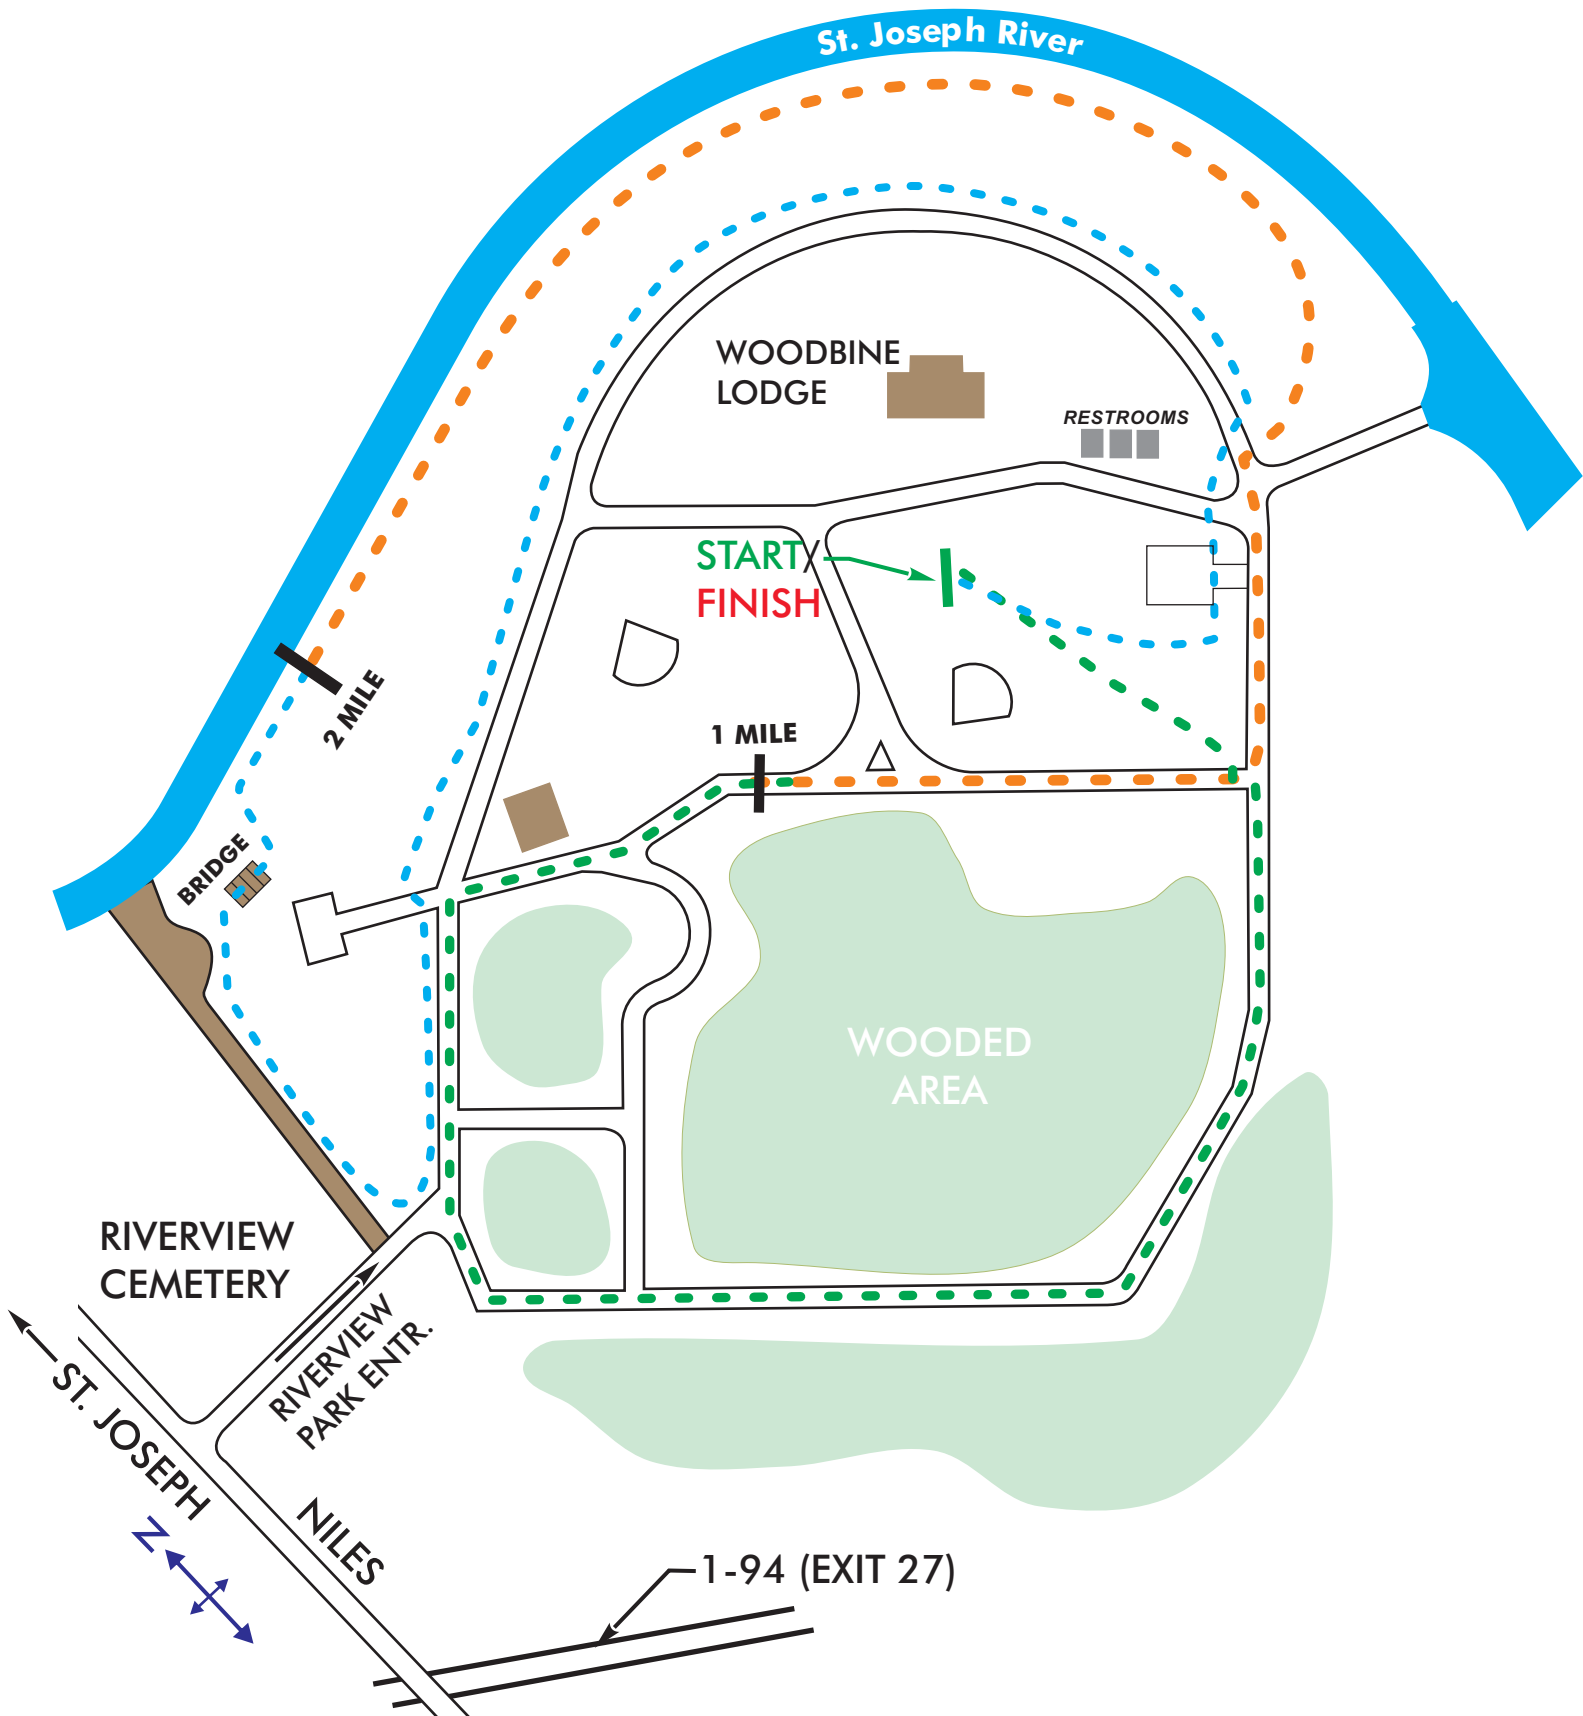 St. Joseph River
WOODBINE
LODGE
RESTROOMS
START/
FINISH
2 MILE
1 MILE
BRIDGE
WOODED
AREA
RIVERVIEW
CEMETERY
RIVERVIEW
PARK ENTR.
ST. JOSEPH
N
NILES
1-94 (EXIT 27)